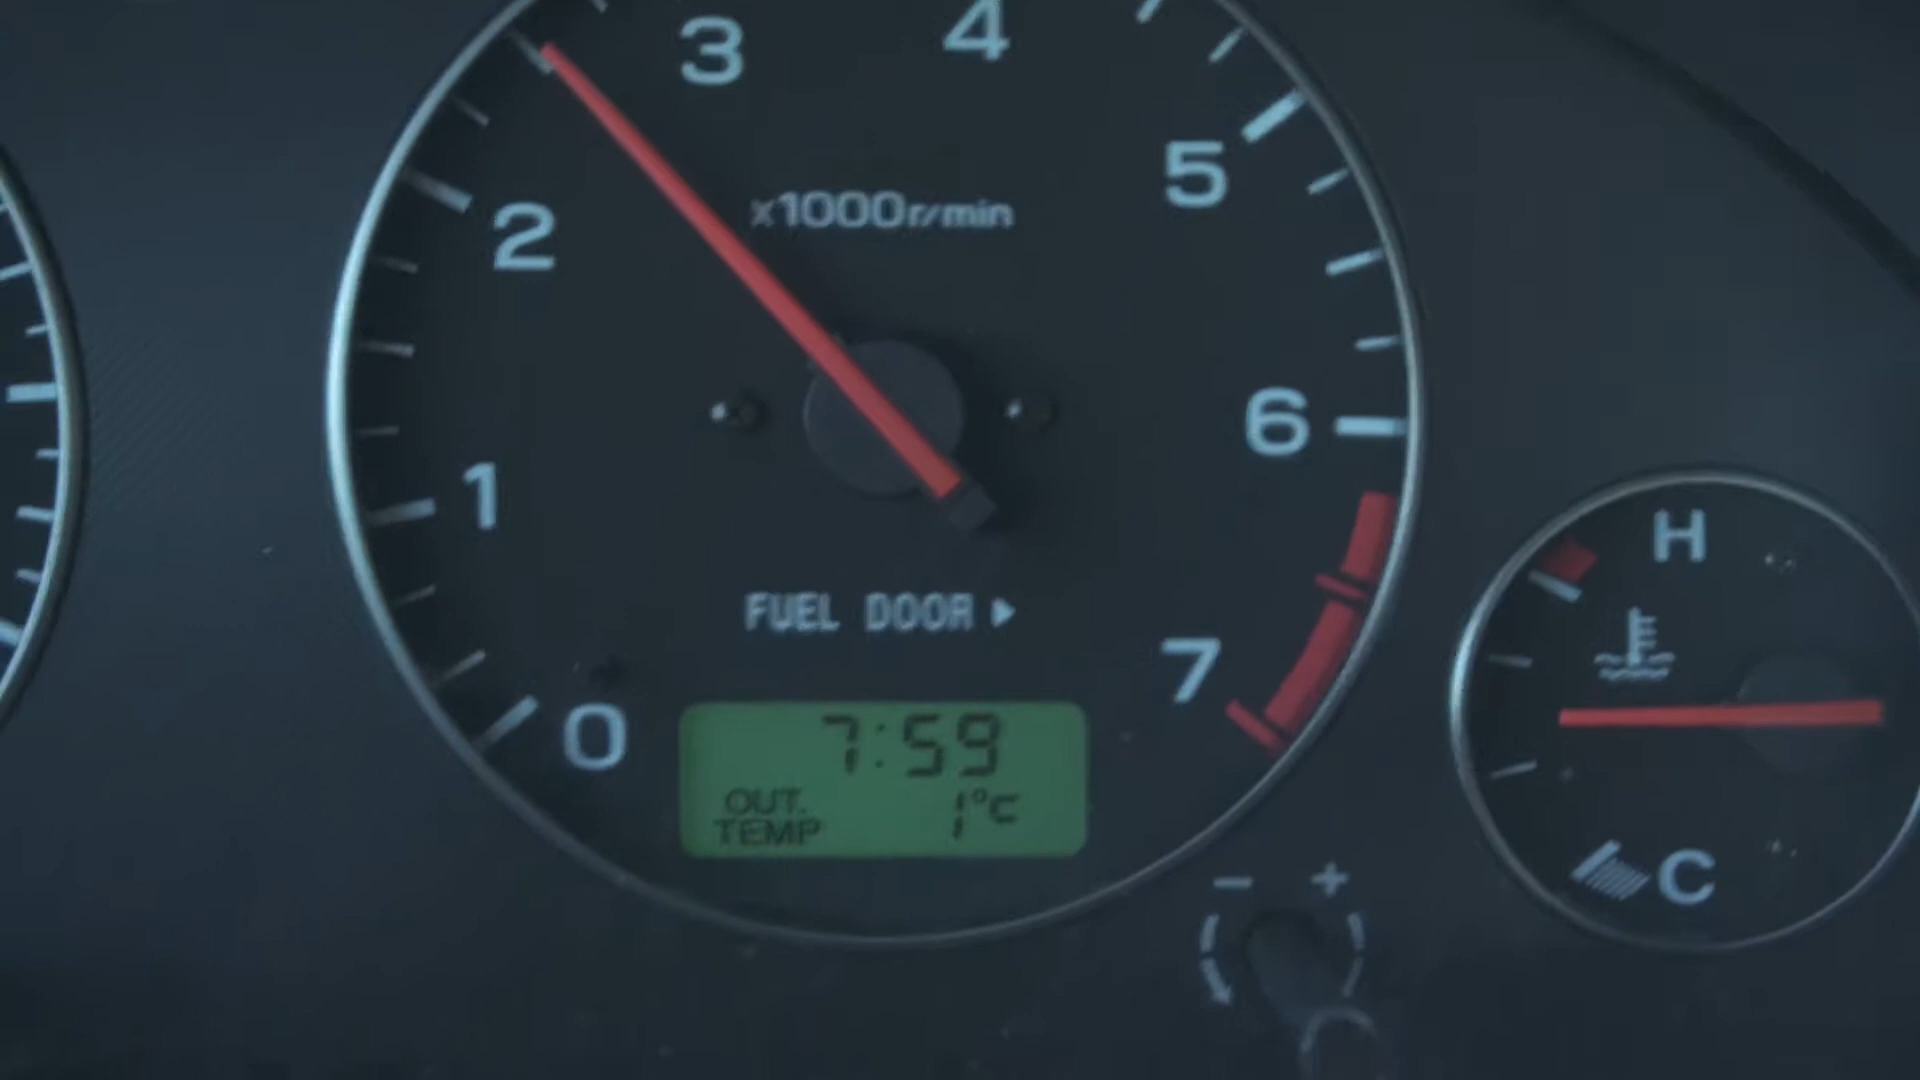 3
4
5
x1000r/min
2
6
1
FUEL DOOR
7
0
7:59
OUT. TEMP 1°C
H
C
- +